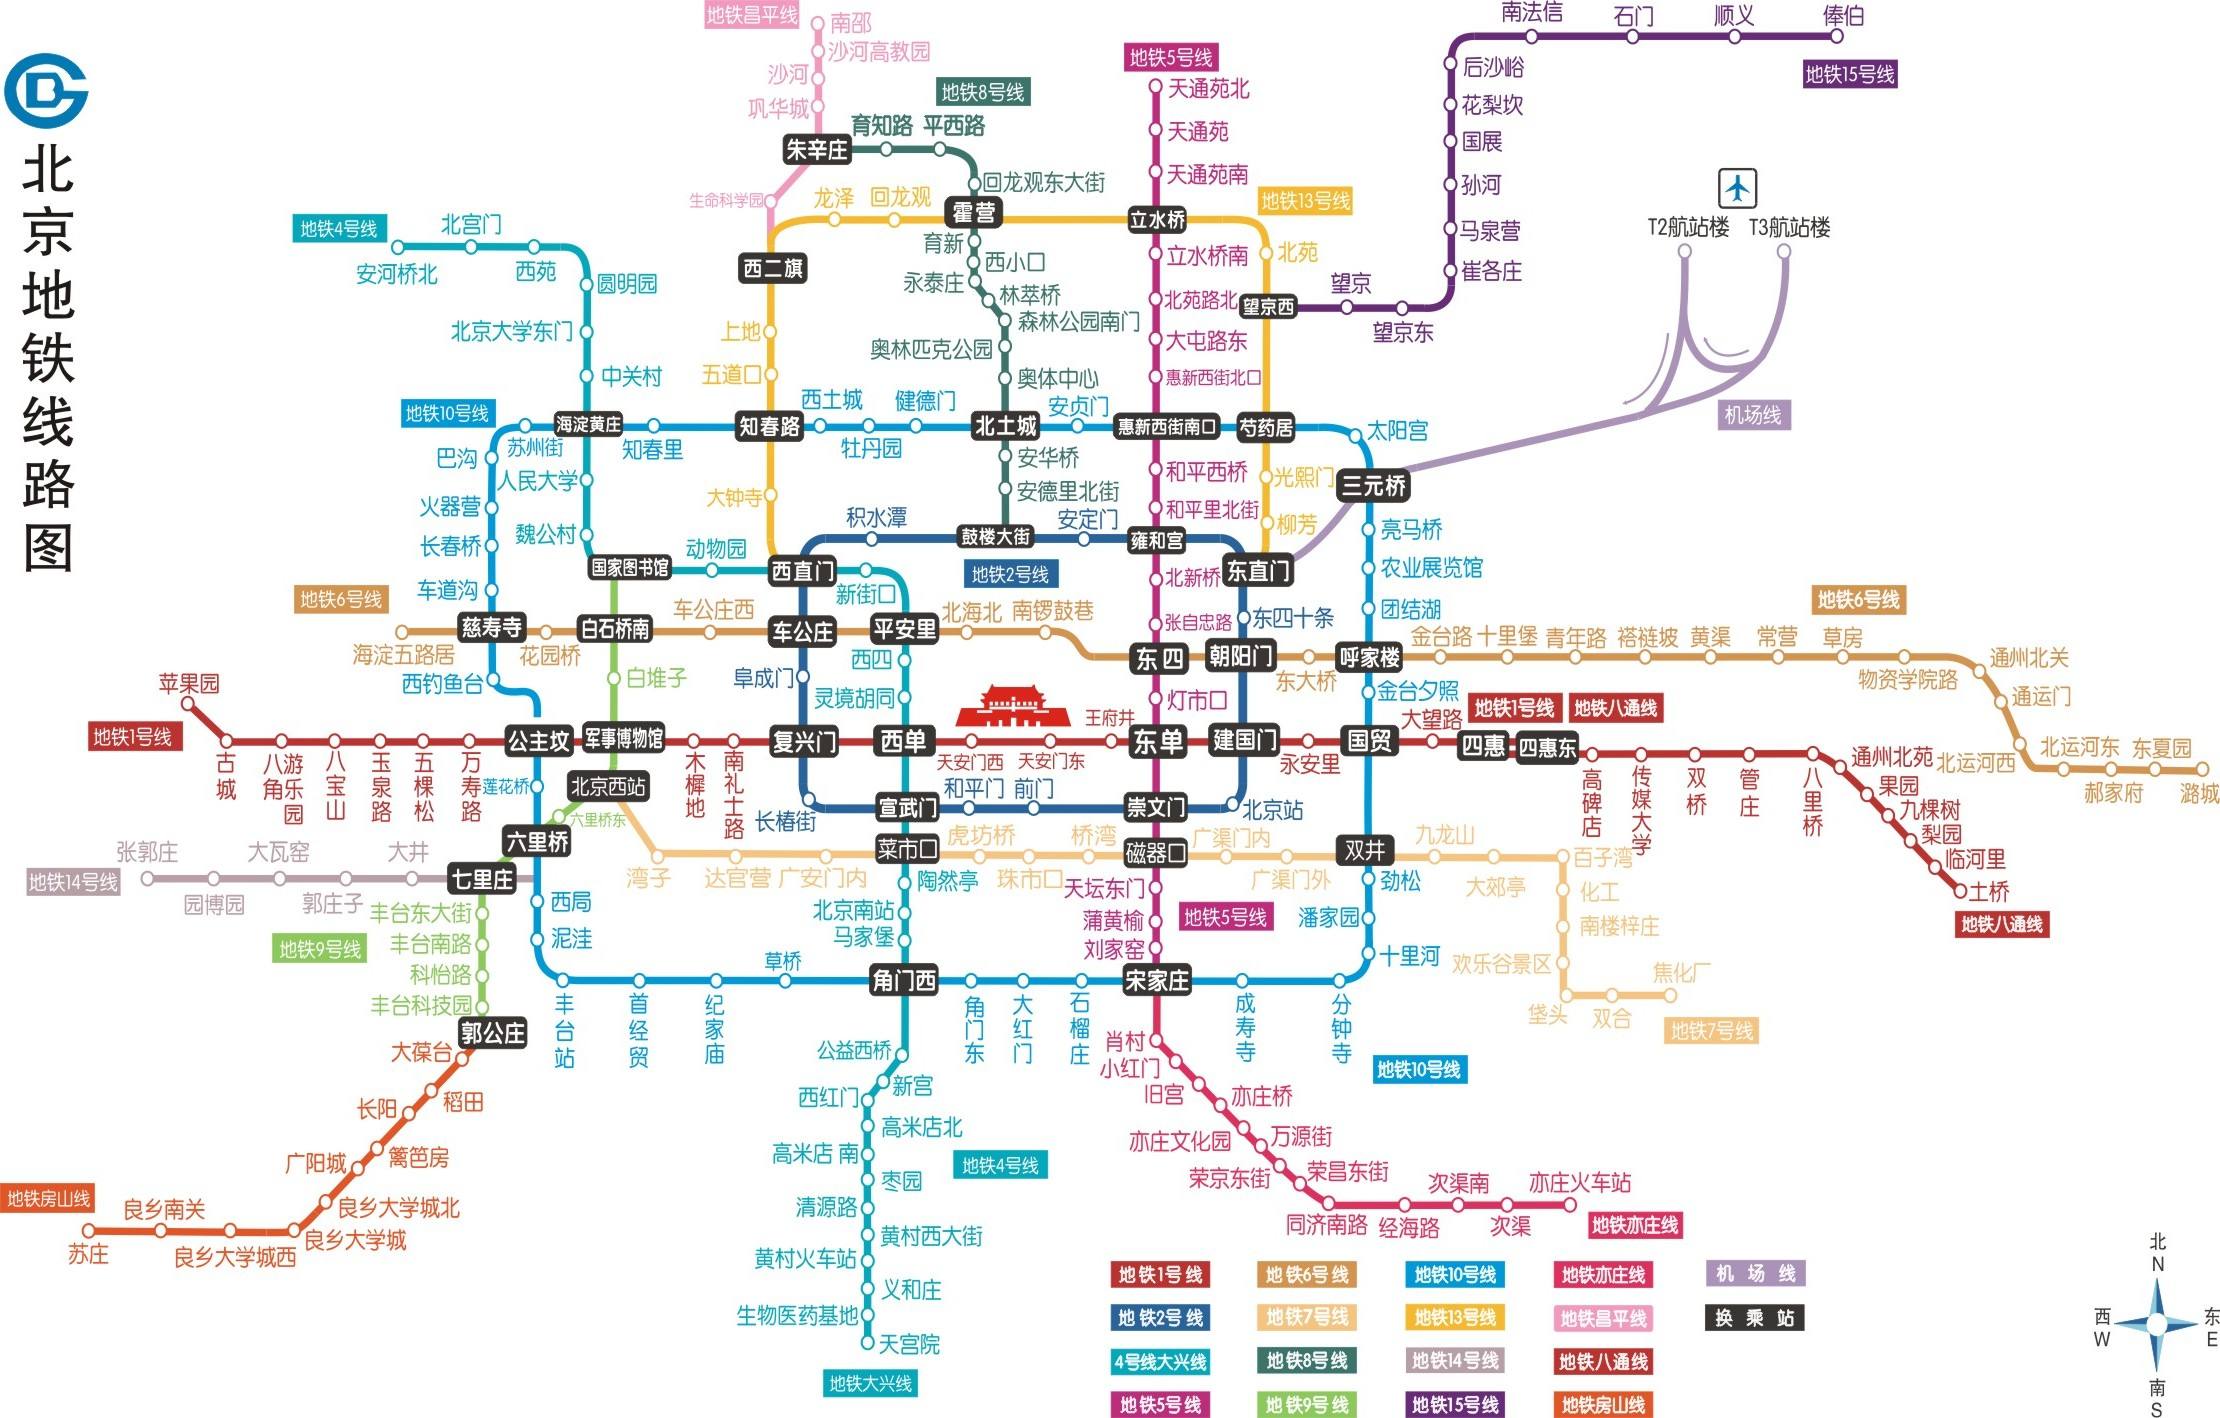 北京地铁线路图
地铁昌平线
南邵
沙河高教园
沙河
巩华城
朱辛庄
生命科学园
西二旗
地铁8号线
育知路
平西路
回龙观东大街
霍营
育新
西小口
永泰庄
林萃桥
森林公园南门
奥林匹克公园
奥体中心
北土城
安华桥
安德里北街
鼓楼大街
地铁5号线
天通苑北
天通苑
天通苑南
立水桥
立水桥南
北苑路北
大屯路东
惠新西街北口
惠新西街南口
和平西桥
和平里北街
雍和宫
北新桥
张自忠路
东四
灯市口
东单
崇文门
磁器口
天坛东门
蒲黄榆
地铁5号线
刘家窑
宋家庄
地铁13号线
龙泽
回龙观
北苑
望京西
芍药居
光熙门
柳芳
东直门
上地
五道口
知春路
大钟寺
西直门
地铁15号线
南法信
石门
顺义
俸伯
后沙峪
花梨坎
国展
孙河
马泉营
崔各庄
望京
望京东
T2航站楼
T3航站楼
机场线
三元桥
地铁4号线
安河桥北
北宫门
西苑
圆明园
北京大学东门
中关村
海淀黄庄
人民大学
魏公村
国家图书馆
动物园
新街口
平安里
西四
灵境胡同
西单
宣武门
菜市口
陶然亭
北京南站
马家堡
角门西
公益西桥
新宫
西红门
高米店北
高米店 南
枣园
清源路
黄村西大街
黄村火车站
义和庄
生物医药基地
天宫院
地铁4号线
地铁大兴线
地铁10号线
巴沟
苏州街
知春里
西土城
牡丹园
健德门
安贞门
太阳宫
亮马桥
农业展览馆
团结湖
呼家楼
金台夕照
国贸
双井
劲松
潘家园
十里河
分钟寺
成寿寺
石榴庄
大红门
角门东
草桥
纪家庙
首经贸
丰台站
泥洼
西局
六里桥
莲花桥
公主坟
西钓鱼台
慈寿寺
车道沟
长春桥
火器营
地铁10号线
地铁2号线
积水潭
安定门
东四十条
朝阳门
建国门
北京站
前门
和平门
长椿街
复兴门
阜成门
车公庄
地铁6号线
海淀五路居
花园桥
白石桥南
车公庄西
北海北
南锣鼓巷
东大桥
金台路
十里堡
青年路
褡裢坡
黄渠
常营
草房
物资学院路
通州北关
通运门
北运河西
北运河东
郝家府
东夏园
潞城
地铁6号线
地铁1号线
苹果园
古城
八角游乐园
八宝山
玉泉路
五棵松
万寿路
军事博物馆
木樨地
南礼士路
天安门西
天安门东
王府井
永安里
大望路
四惠
四惠东
地铁1号线
地铁八通线
高碑店
传媒大学
双桥
管庄
八里桥
通州北苑
果园
九棵树
梨园
临河里
土桥
地铁八通线
地铁9号线
白堆子
北京西站
六里桥东
七里庄
丰台东大街
丰台南路
科怡路
丰台科技园
郭公庄
地铁14号线
张郭庄
园博园
大瓦窑
郭庄子
大井
地铁7号线
湾子
达官营
广安门内
虎坊桥
珠市口
桥湾
广渠门内
广渠门外
九龙山
大郊亭
百子湾
化工
南楼梓庄
欢乐谷景区
垡头
双合
焦化厂
地铁房山线
大葆台
稻田
长阳
篱笆房
广阳城
良乡大学城北
良乡大学城
良乡大学城西
良乡南关
苏庄
肖村
小红门
旧宫
亦庄桥
亦庄文化园
万源街
荣京东街
荣昌东街
同济南路
经海路
次渠南
次渠
亦庄火车站
地铁亦庄线
地铁1号线
地铁6号线
地铁10号线
地铁亦庄线
机场线
地铁2号线
地铁7号线
地铁13号线
地铁昌平线
换乘站
4号线大兴线
地铁8号线
地铁14号线
地铁八通线
地铁5号线
地铁9号线
地铁15号线
地铁房山线
北
N
西
W
东
E
南
S